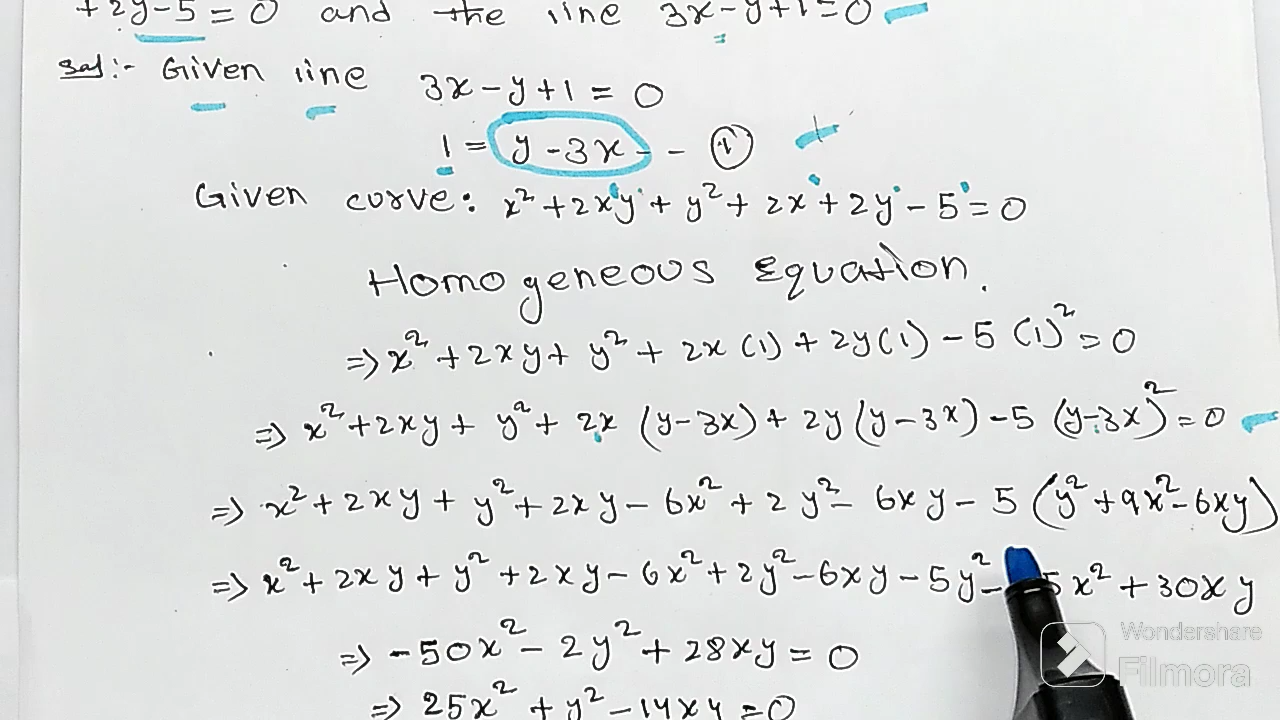 +2y-5=0 and the line 3x-y+1=0
Sol:- Given line 3x-y+1=0
1 = y-3x -- ①
Given curve: x²+2xy+y²+2x+2y-5=0
Homogeneous Equation.
⇒ x²+2xy+y²+2x(1)+2y(1)-5(1)²=0
⇒ x²+2xy+y²+2x(y-3x)+2y(y-3x)-5(y-3x)²=0
⇒ x²+2xy+y²+2xy-6x²+2y²-6xy-5(y²+9x²-6xy)
⇒ x²+2xy+y²+2xy-6x²+2y²-6xy-5y²-5x²+30xy
⇒ -50x²-2y²+28xy=0
⇒ 25x²+y²-14xy=0
Wondershare
Filmora